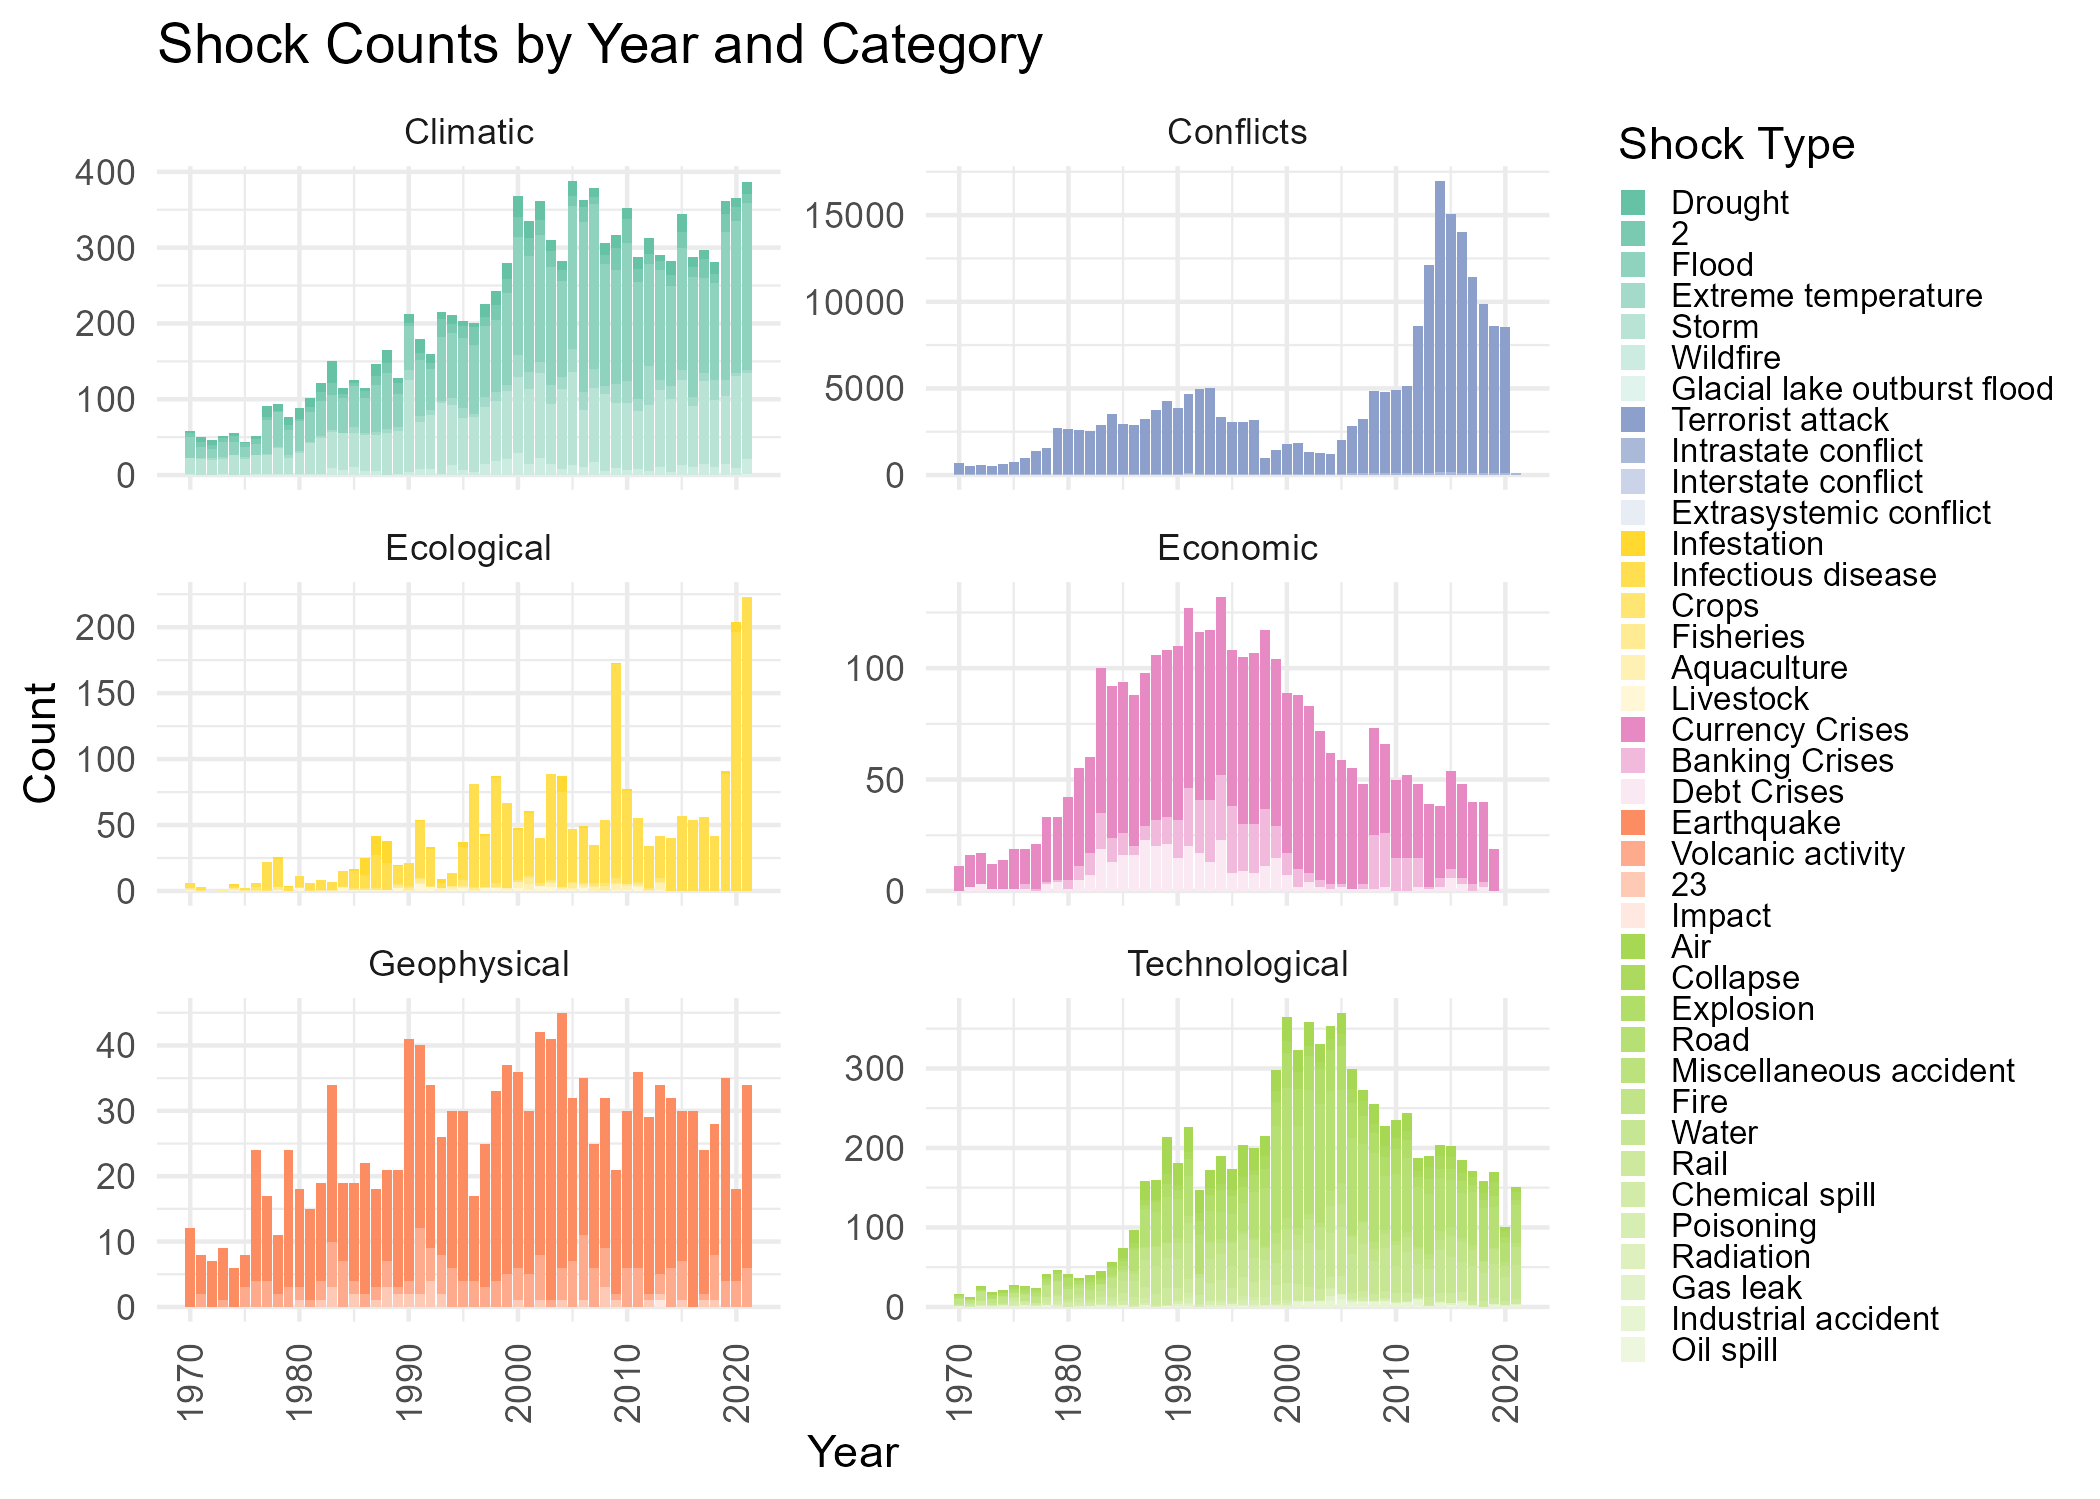 Shock Counts by Year and Category
Climatic
Conflicts
400
300
200
100
0
15000
10000
5000
0
Ecological
Economic
200
150
100
50
0
100
50
0
Geophysical
Technological
40
30
20
10
0
300
200
100
0
1970
1980
1990
2000
2010
2020
1970
1980
1990
2000
2010
2020
Count
Year
Shock Type
Drought
2
Flood
Extreme temperature
Storm
Wildfire
Glacial lake outburst flood
Terrorist attack
Intrastate conflict
Interstate conflict
Extrasystemic conflict
Infestation
Infectious disease
Crops
Fisheries
Aquaculture
Livestock
Currency Crises
Banking Crises
Debt Crises
Earthquake
Volcanic activity
23
Impact
Air
Collapse
Explosion
Road
Miscellaneous accident
Fire
Water
Rail
Chemical spill
Poisoning
Radiation
Gas leak
Industrial accident
Oil spill